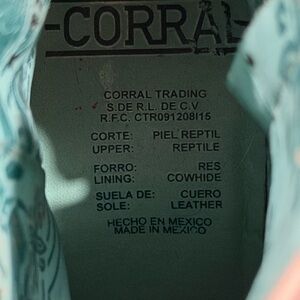 CORRAL
CORRAL TRADING
S.DE R.L. DE C.V
R.F.C. CTR091208I15
CORTE: PIEL REPTIL
UPPER: REPTILE
FORRO: RES
LINING: COWHIDE
SUELA DE: CUERO
SOLE: LEATHER
HECHO EN MEXICO
MADE IN MEXICO